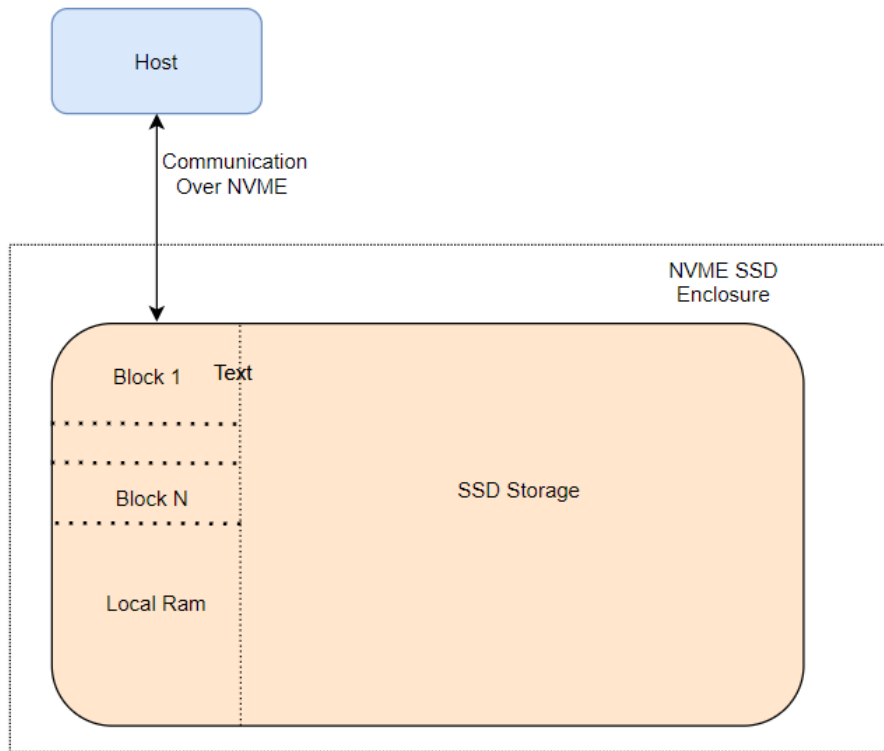 Host
Communication
Over NVME
NVME SSD
Enclosure
Block 1
Text
SSD Storage
Block N
Local Ram